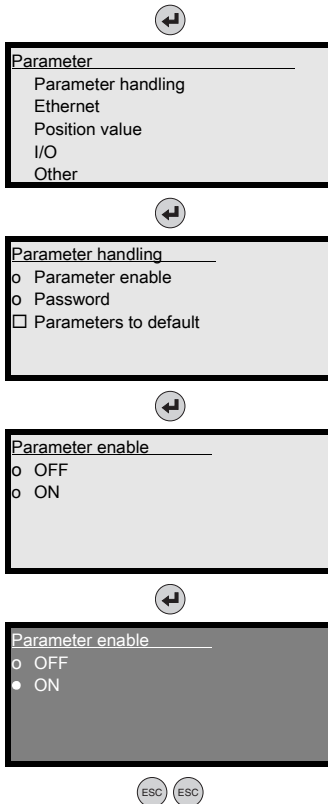 Parameter
Parameter handling
Ethernet
Position value
I/O
Other
Parameter handling
o Parameter enable
o Password
☐ Parameters to default
Parameter enable
o OFF
o ON
Parameter enable
o OFF
● ON
ESC ESC